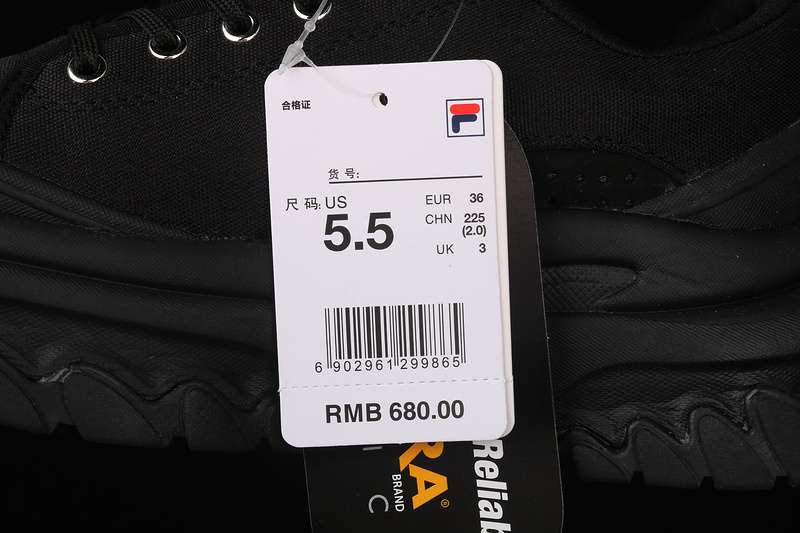 合格证
货 号:
尺 码: US
5.5
EUR 36
CHN 225
(2.0)
UK 3
6 902961 299865
RMB 680.00
RA
BRAND
®
C
Reliab